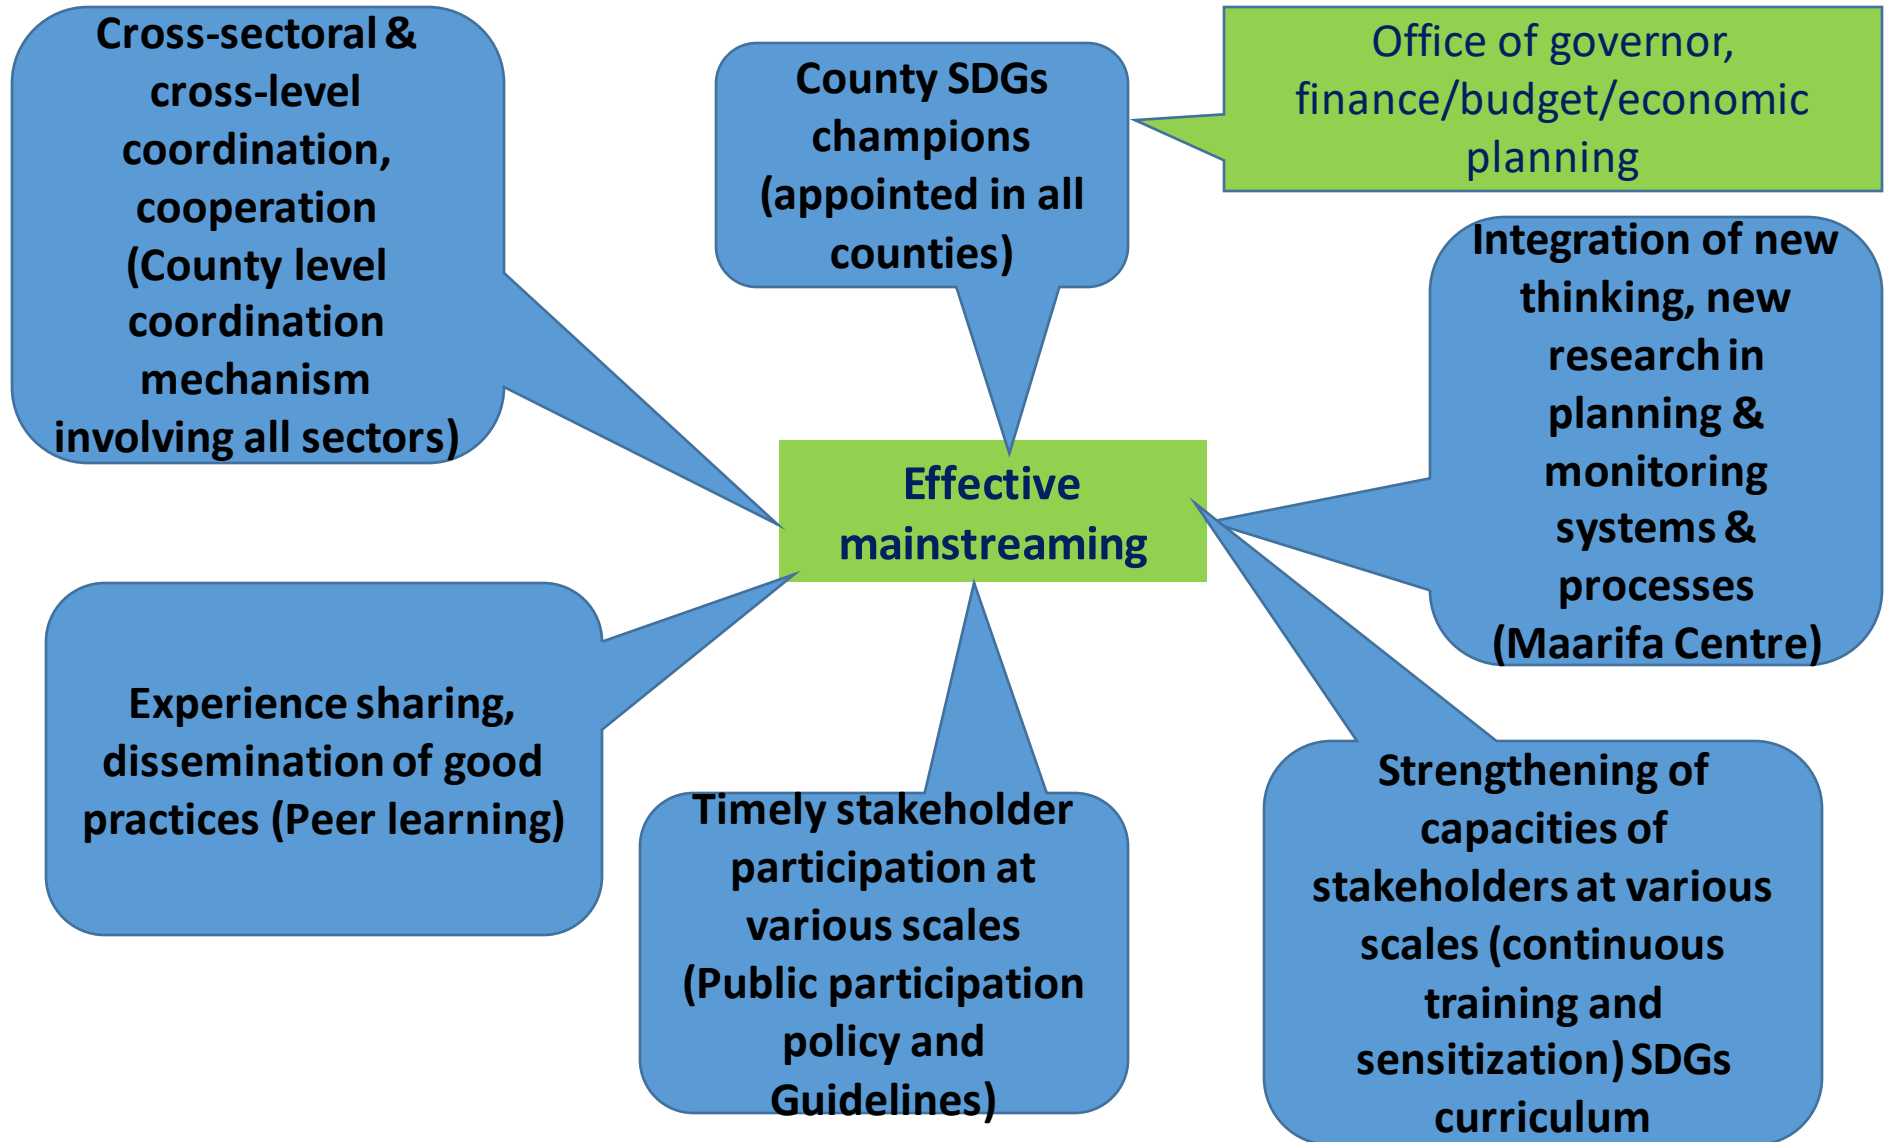 Cross-sectoral &
cross-level
coordination,
cooperation
(County level
coordination
mechanism
involving all sectors)
County SDGs
champions
(appointed in all
counties)
Office of governor,
finance/budget/economic
planning
Integration of new
thinking, new
research in
planning &
monitoring
systems &
processes
(Maarifa Centre)
Effective
mainstreaming
Experience sharing,
dissemination of good
practices (Peer learning)
Timely stakeholder
participation at
various scales
(Public participation
policy and
Guidelines)
Strengthening of
capacities of
stakeholders at various
scales (continuous
training and
sensitization) SDGs
curriculum